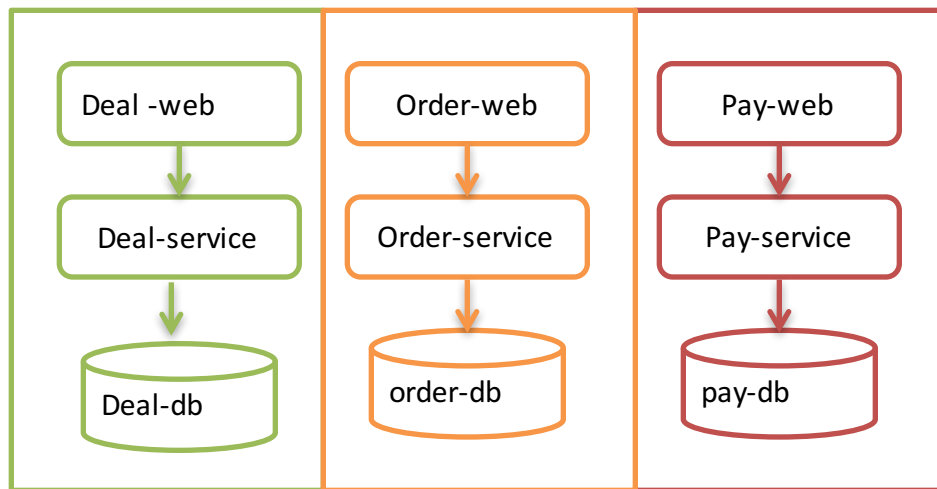 Deal -web
Order-web
Pay-web
Deal-service
Order-service
Pay-service
Deal-db
order-db
pay-db